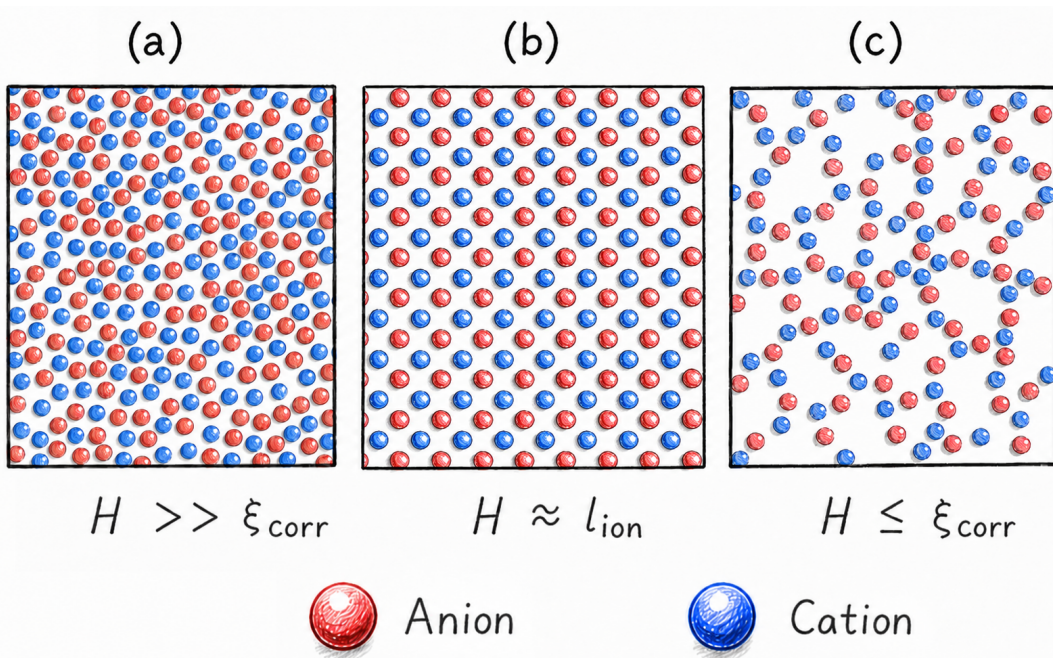 (a) (b) (c)
H >> ξcorr H ≈ lion H ≤ ξcorr
Anion Cation